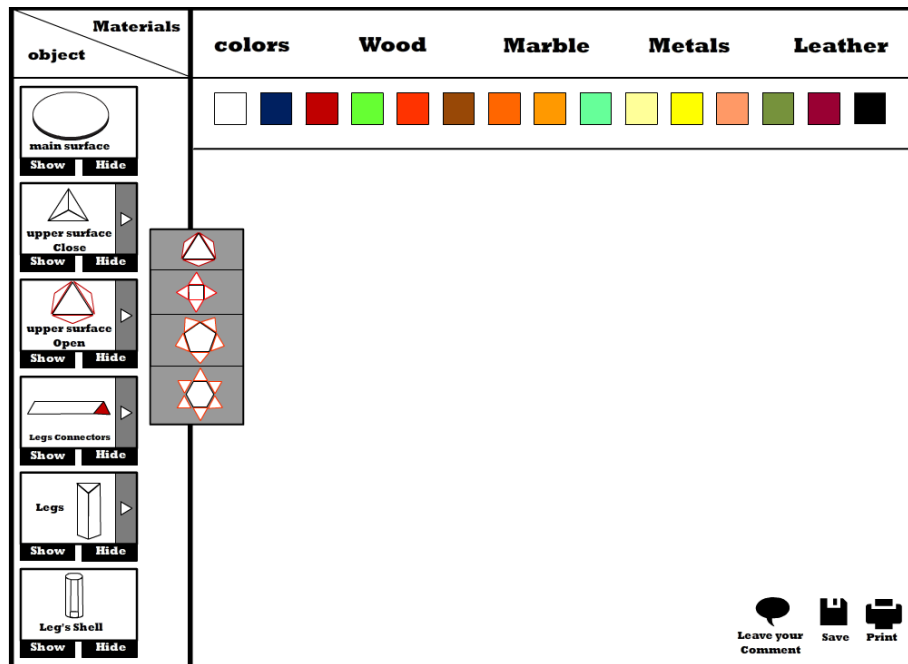 Materials
object
colors Wood Marble Metals Leather
main surface
Show Hide
upper surface
Close
Show Hide
upper surface
Open
Show Hide
Legs Connectors
Show Hide
Legs
Show Hide
Leg's Shell
Show Hide
Leave your
Comment
Save
Print